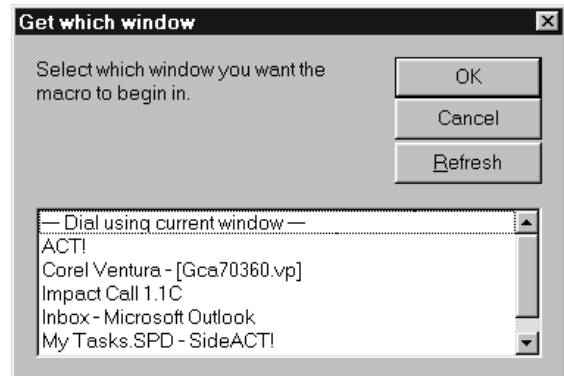 Get which window
Select which window you want the
macro to begin in.
OK
Cancel
Refresh
— Dial using current window —
ACT!
Corel Ventura - [Gca70360.vp]
Impact Call 1.1C
Inbox - Microsoft Outlook
My Tasks.SPD - SideACT!